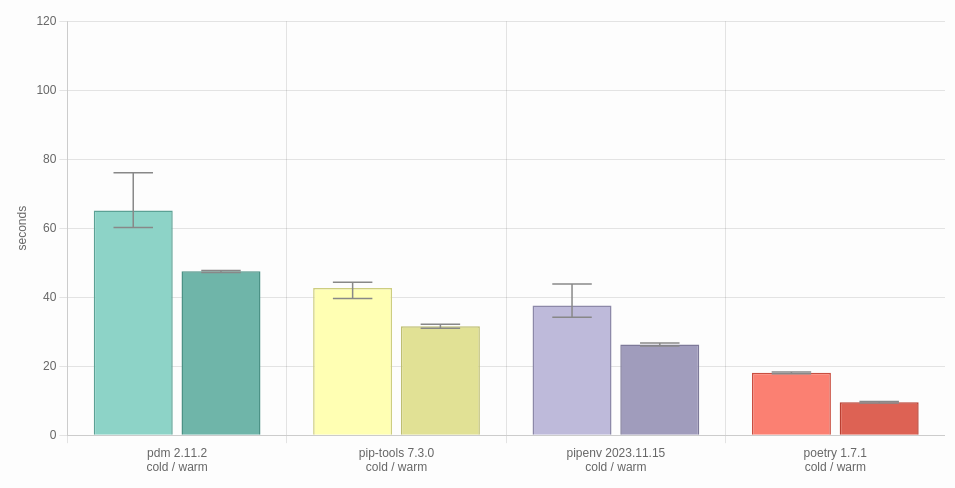 120
100
80
60
40
20
0
seconds
pdm 2.11.2
cold / warm
pip-tools 7.3.0
cold / warm
pipenv 2023.11.15
cold / warm
poetry 1.7.1
cold / warm